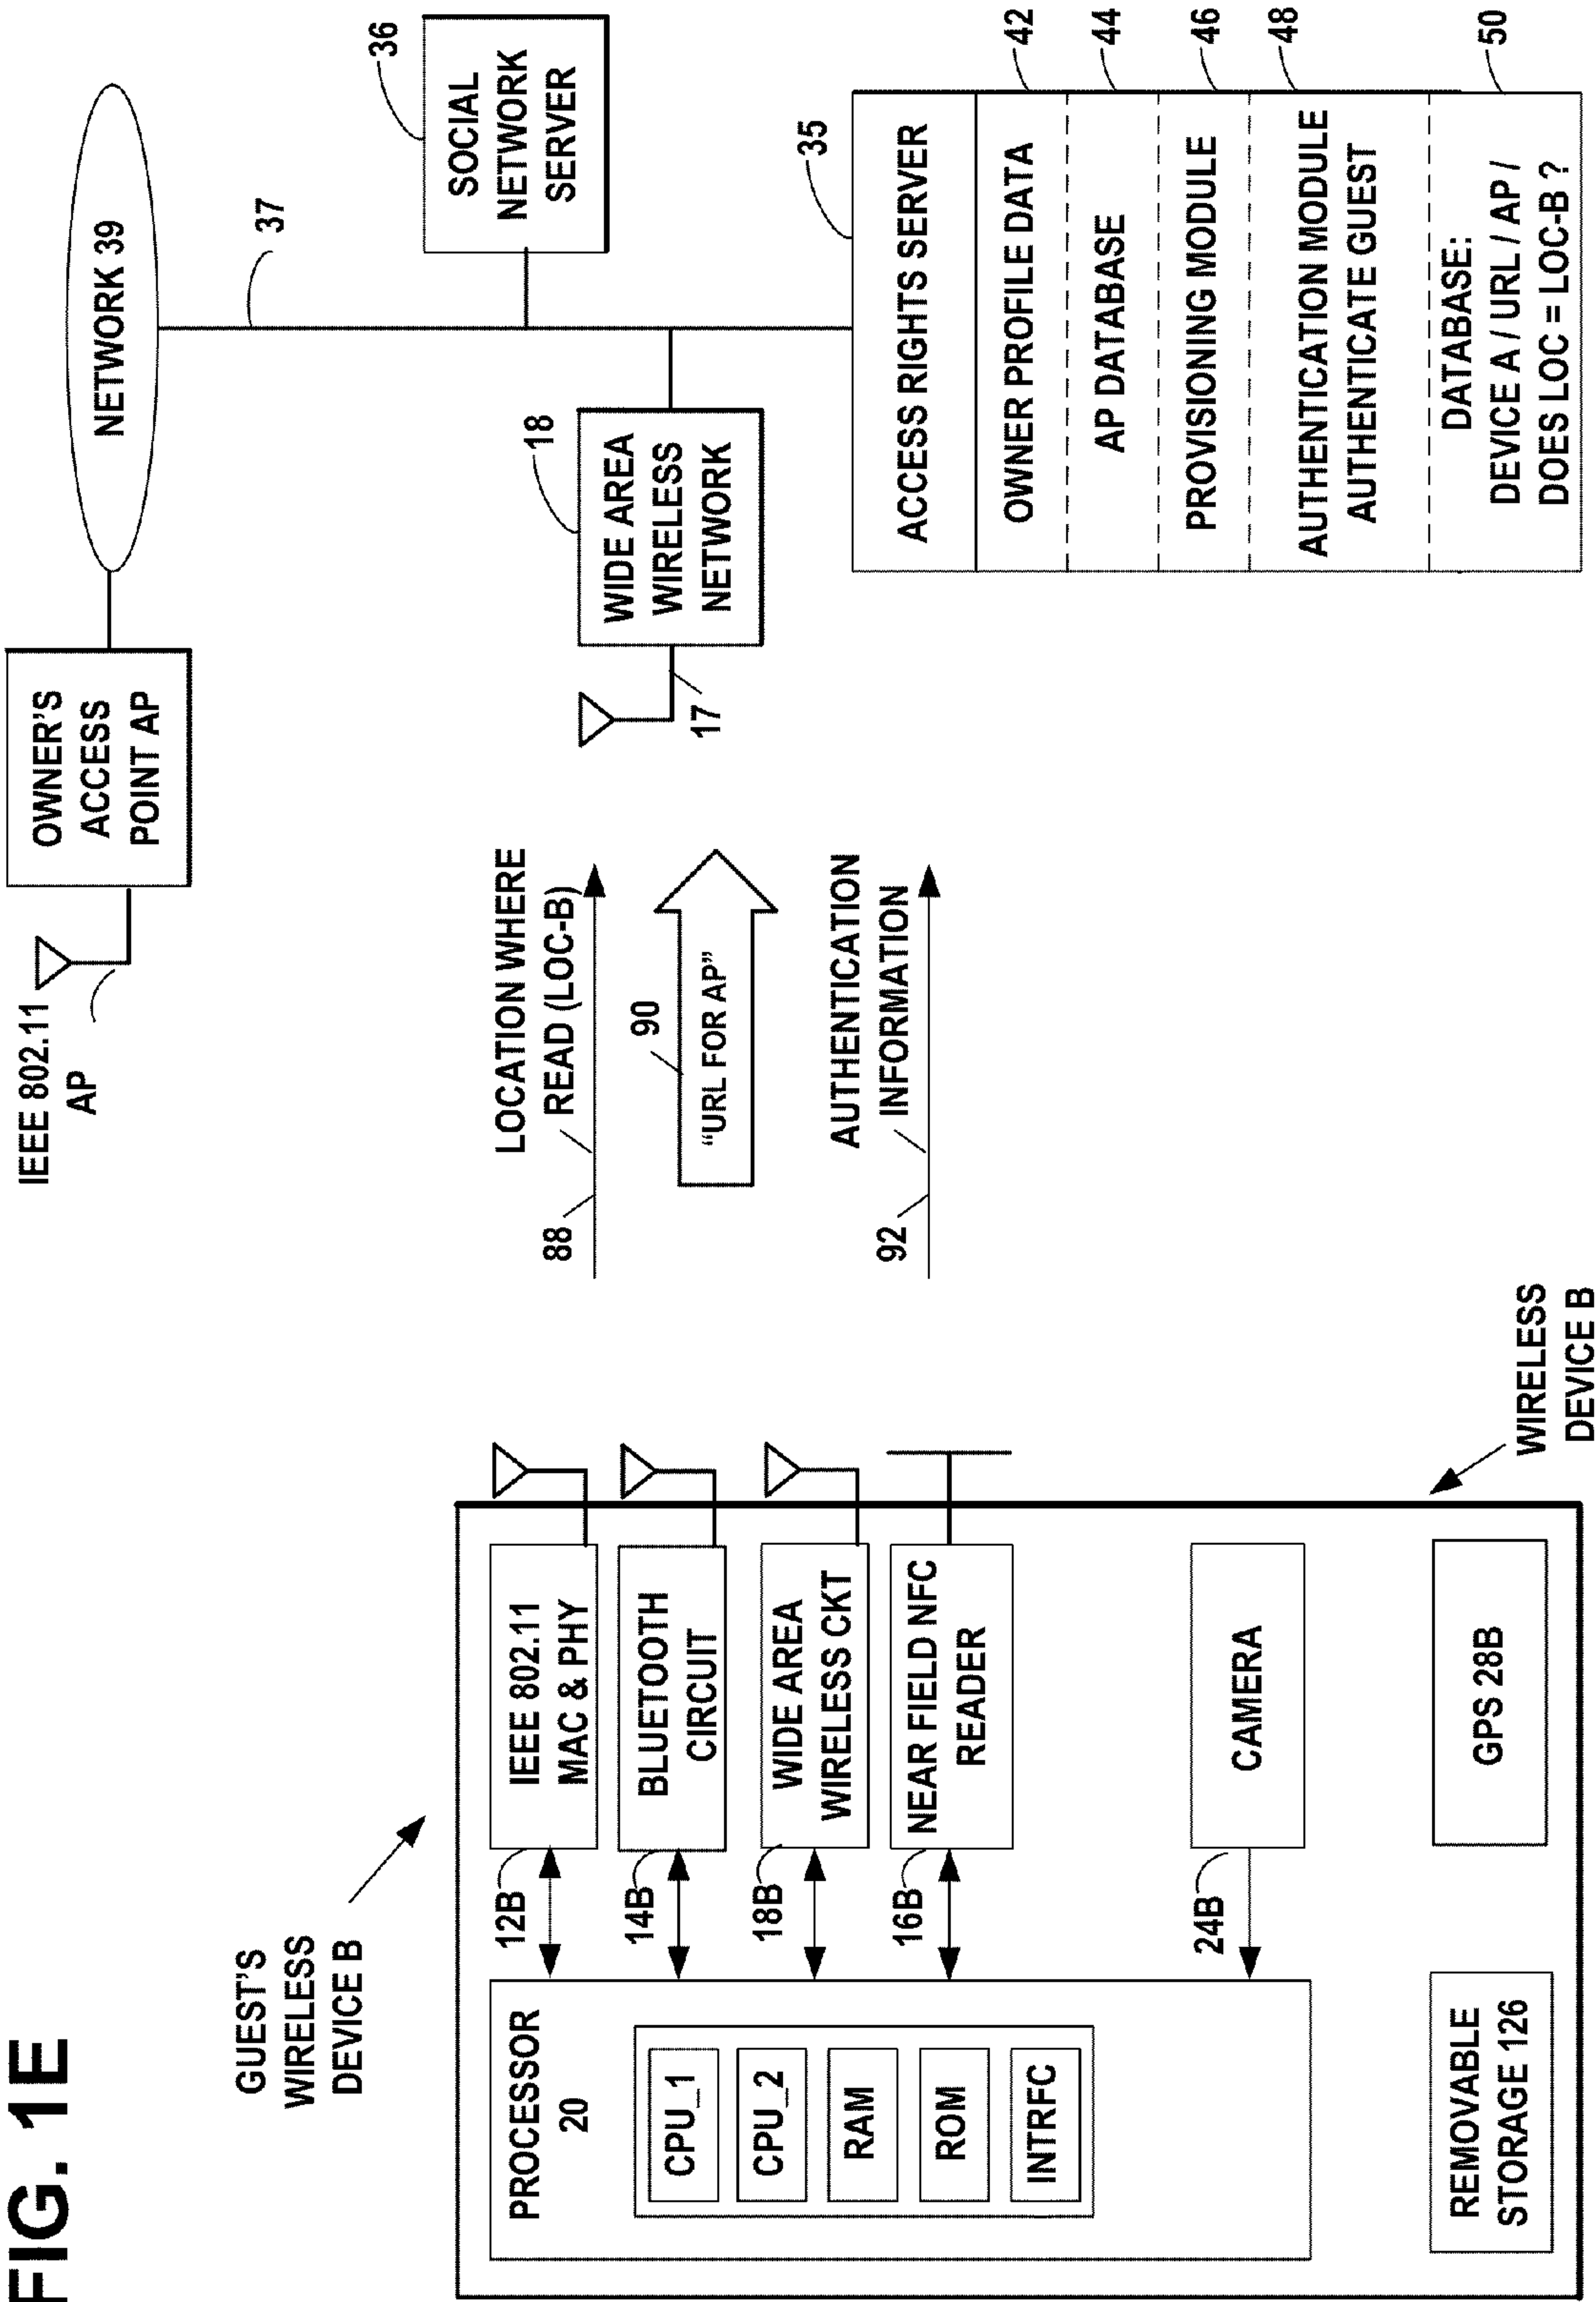 FIG. 1E
GUEST'S
WIRELESS
DEVICE B
PROCESSOR
20
CPU_1
CPU_2
RAM
ROM
INTRFC
REMOVABLE
STORAGE 126
12B
14B
18B
16B
24B
IEEE 802.11
MAC & PHY
BLUETOOTH
CIRCUIT
WIDE AREA
WIRELESS CKT
NEAR FIELD NFC
READER
CAMERA
GPS 28B
WIRELESS
DEVICE B
LOCATION WHERE
READ (LOC-B)
88
90
"URL FOR AP"
AUTHENTICATION
INFORMATION
92
IEEE 802.11
AP
OWNER'S
ACCESS
POINT AP
NETWORK 39
37
36
SOCIAL
NETWORK
SERVER
18
WIDE AREA
WIRELESS
NETWORK
17
35
ACCESS RIGHTS SERVER
OWNER PROFILE DATA
42
AP DATABASE
44
PROVISIONING MODULE
46
AUTHENTICATION MODULE
AUTHENTICATE GUEST
48
DATABASE:
DEVICE A / URL / AP /
DOES LOC = LOC-B ?
50